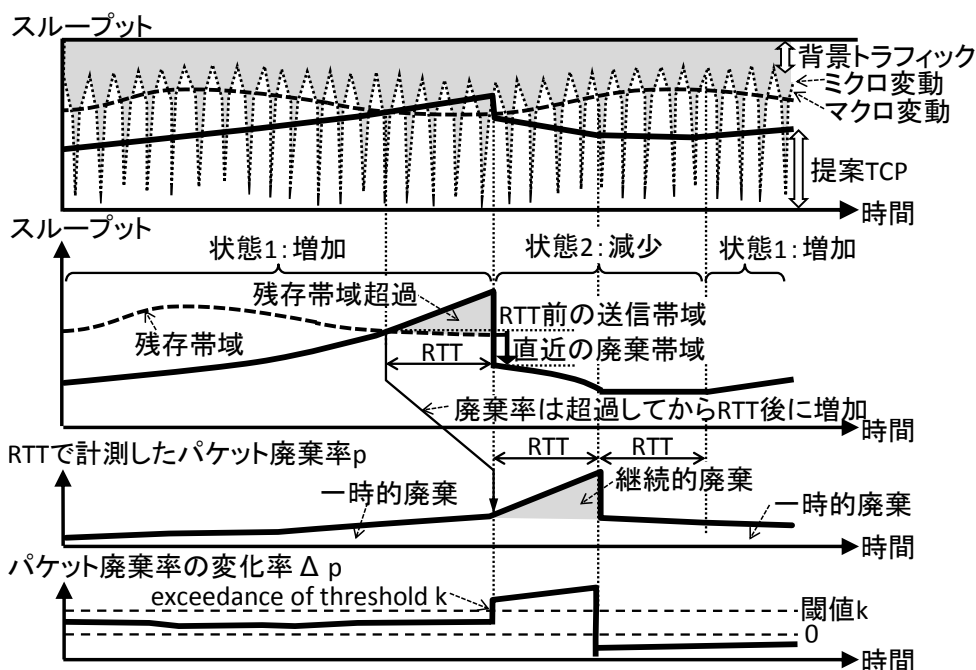 スループット
背景トラフィック
ミクロ変動
マクロ変動
提案TCP
時間
スループット
状態1：増加
状態2：減少
状態1：増加
残存帯域超過
RTT前の送信帯域
残存帯域
RTT
直近の廃棄帯域
廃棄率は超過してからRTT後に増加
時間
RTTで計測したパケット廃棄率p
RTT
RTT
一時的廃棄
継続的廃棄
一時的廃棄
時間
パケット廃棄率の変化率 Δ p
exceedance of threshold k
閾値k
0
時間